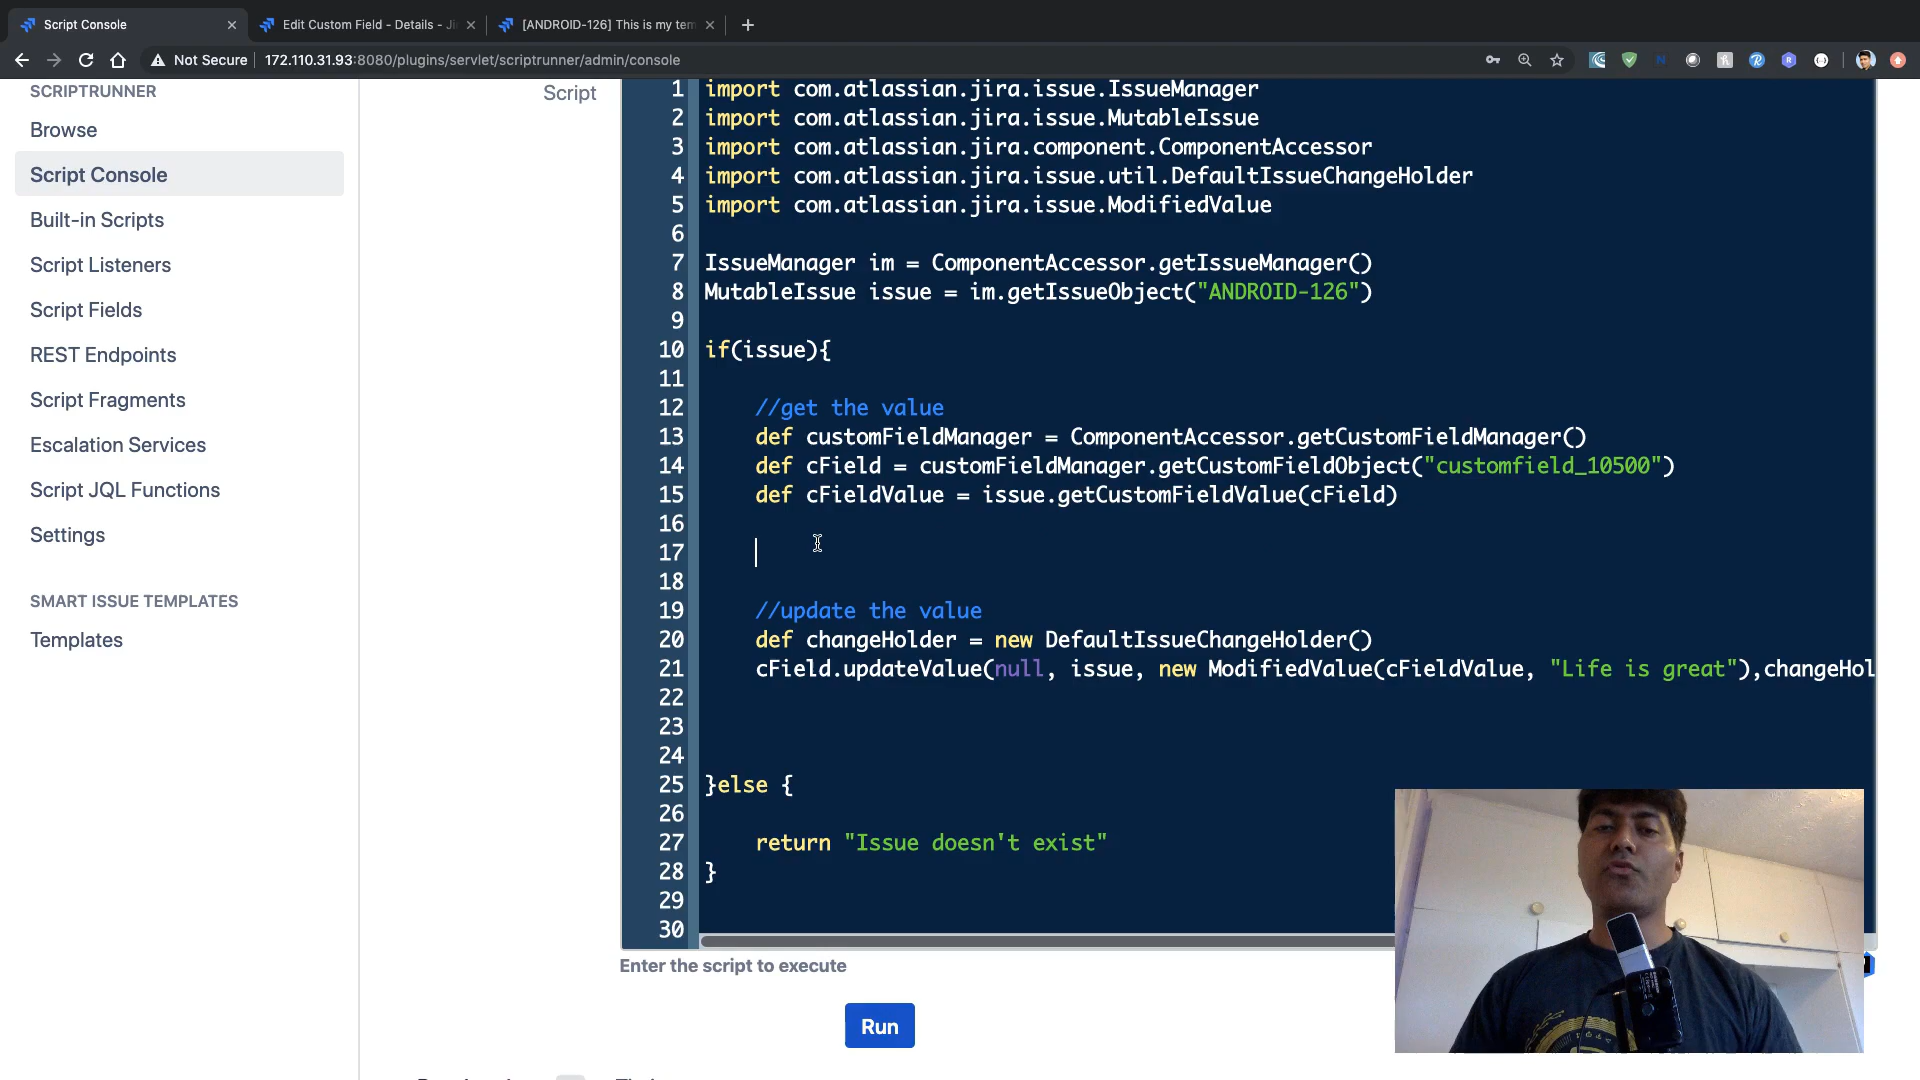 Script Console
Edit Custom Field - Details - Ji
[ANDROID-126] This is my tem
Not Secure
172.110.31.93:8080/plugins/servlet/scriptrunner/admin/console
SCRIPTRUNNER
Browse
Script Console
Built-in Scripts
Script Listeners
Script Fields
REST Endpoints
Script Fragments
Escalation Services
Script JQL Functions
Settings
SMART ISSUE TEMPLATES
Templates
Script
1 import com.atlassian.jira.issue.IssueManager
2 import com.atlassian.jira.issue.MutableIssue
3 import com.atlassian.jira.component.ComponentAccessor
4 import com.atlassian.jira.issue.util.DefaultIssueChangeHolder
5 import com.atlassian.jira.issue.ModifiedValue
6
7 IssueManager im = ComponentAccessor.getIssueManager()
8 MutableIssue issue = im.getIssueObject("ANDROID-126")
9
10 if(issue){
11
12 //get the value
13 def customFieldManager = ComponentAccessor.getCustomFieldManager()
14 def cField = customFieldManager.getCustomFieldObject("customfield_10500")
15 def cFieldValue = issue.getCustomFieldValue(cField)
16
17
18
19 //update the value
20 def changeHolder = new DefaultIssueChangeHolder()
21 cField.updateValue(null, issue, new ModifiedValue(cFieldValue, "Life is great"),changeHol
22
23
24
25 }else {
26
27 return "Issue doesn't exist"
28 }
29
30
Enter the script to execute
Run